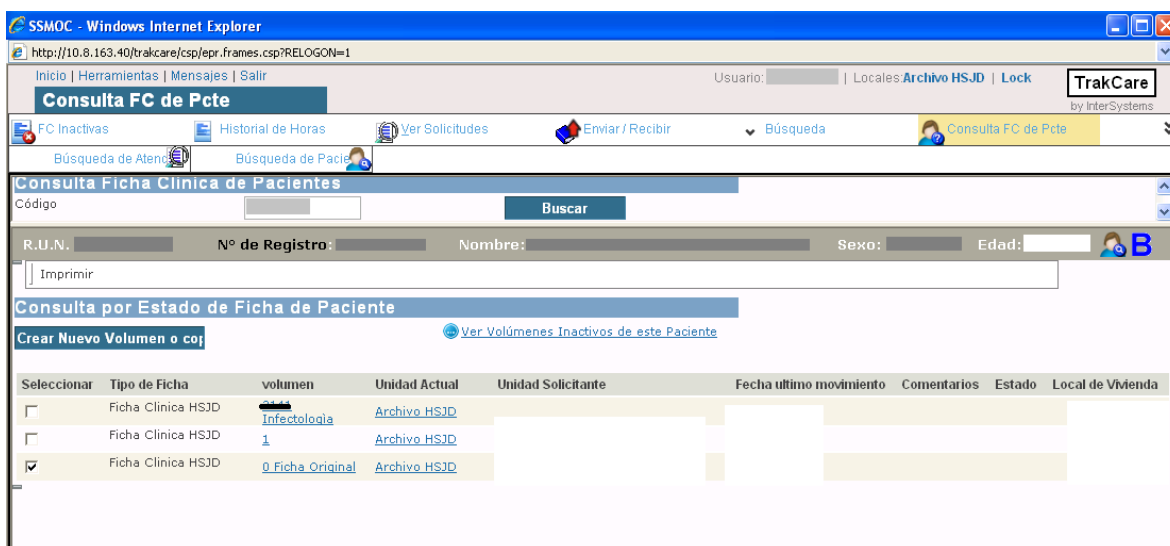 SSMOC - Windows Internet Explorer
http://10.8.163.40/trakcare/csp/epr.frames.csp?RELOGON=1
Inicio | Herramientas | Mensajes | Salir Usuario: | Locales:Archivo HSJD | Lock TrakCare
Consulta FC de Pcte by InterSystems
FC Inactivas Historial de Horas Ver Solicitudes Enviar / Recibir Búsqueda Consulta FC de Pcte
Búsqueda de Atenc Búsqueda de Pacie
Consulta Ficha Clinica de Pacientes
Código Buscar
R.U.N. Nº de Registro: Nombre: Sexo: Edad: B
Imprimir
Consulta por Estado de Ficha de Paciente
Crear Nuevo Volumen o cop Ver Volúmenes Inactivos de este Paciente
Seleccionar Tipo de Ficha volumen Unidad Actual Unidad Solicitante Fecha ultimo movimiento Comentarios Estado Local de Vivienda
Ficha Clinica HSJD Infectologìa Archivo HSJD
Ficha Clinica HSJD 1 Archivo HSJD
Ficha Clinica HSJD 0 Ficha Original Archivo HSJD